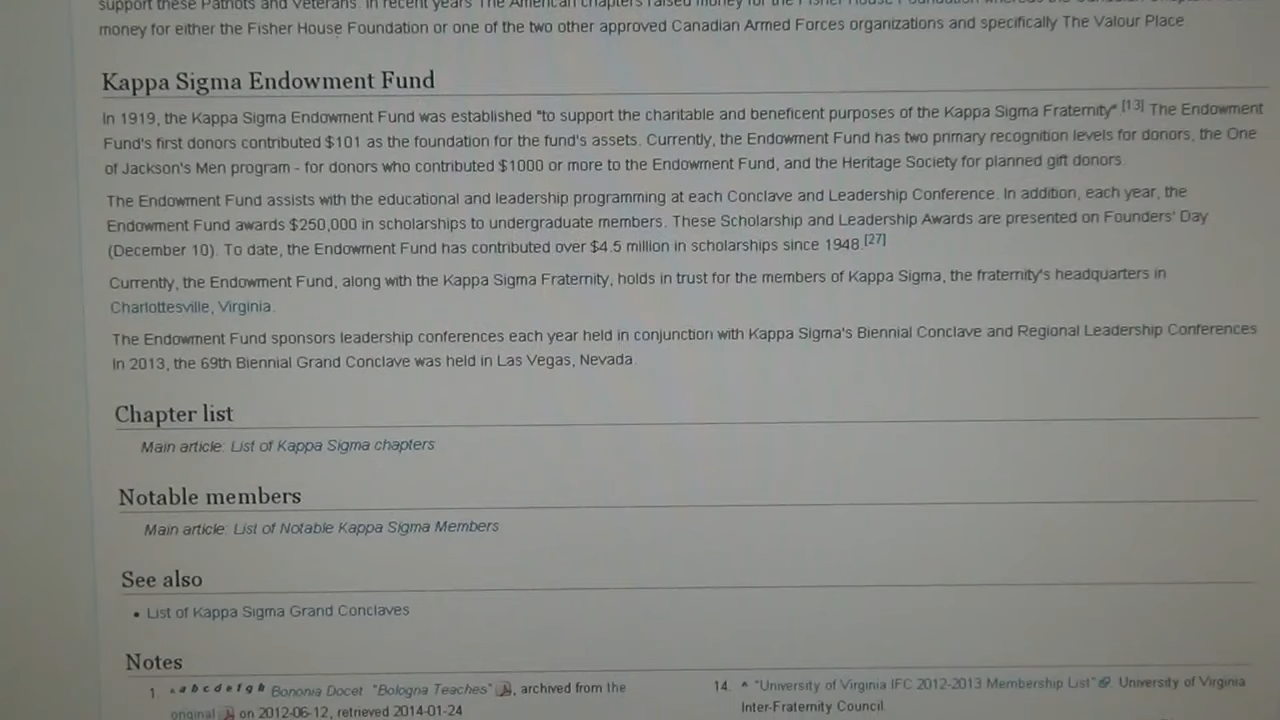 support these Patriots and Veterans. In recent years The American chapters raised money for the Fisher House Foundation whereas the Canadian
money for either the Fisher House Foundation or one of the two other approved Canadian Armed Forces organizations and specifically The Valour Place
Kappa Sigma Endowment Fund
In 1919, the Kappa Sigma Endowment Fund was established "to support the charitable and beneficent purposes of the Kappa Sigma Fraternity" [13] The Endowment
Fund's first donors contributed $101 as the foundation for the fund's assets. Currently, the Endowment Fund has two primary recognition levels for donors, the One
of Jackson's Men program - for donors who contributed $1000 or more to the Endowment Fund, and the Heritage Society for planned gift donors.
The Endowment Fund assists with the educational and leadership programming at each Conclave and Leadership Conference. In addition, each year, the
Endowment Fund awards $250,000 in scholarships to undergraduate members. These Scholarship and Leadership Awards are presented on Founders' Day
(December 10). To date, the Endowment Fund has contributed over $4.5 million in scholarships since 1948.[27]
Currently, the Endowment Fund, along with the Kappa Sigma Fraternity, holds in trust for the members of Kappa Sigma, the fraternity's headquarters in
Charlottesville, Virginia.
The Endowment Fund sponsors leadership conferences each year held in conjunction with Kappa Sigma's Biennial Conclave and Regional Leadership Conferences
In 2013, the 69th Biennial Grand Conclave was held in Las Vegas, Nevada.
Chapter list
Main article: List of Kappa Sigma chapters
Notable members
Main article: List of Notable Kappa Sigma Members
See also
• List of Kappa Sigma Grand Conclaves
Notes
1. ^ a b c d e f g h Bononia Docet "Bologna Teaches" , archived from the
original on 2012-06-12, retrieved 2014-01-24
14. ^ "University of Virginia IFC 2012-2013 Membership List" . University of Virginia
Inter-Fraternity Council.